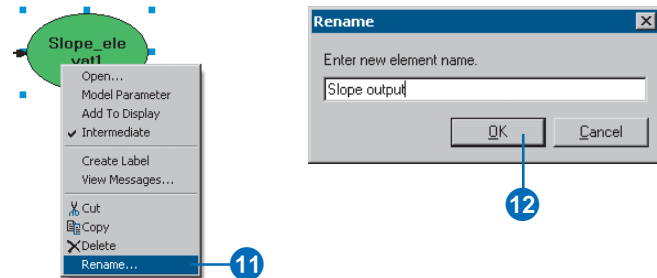 Slope_ele
vat1
Open...
Model Parameter
Add To Display
Intermediate
Create Label
View Messages...
Cut
Copy
Delete
Rename...
11
Rename
Enter new element name.
Slope output
OK
Cancel
12